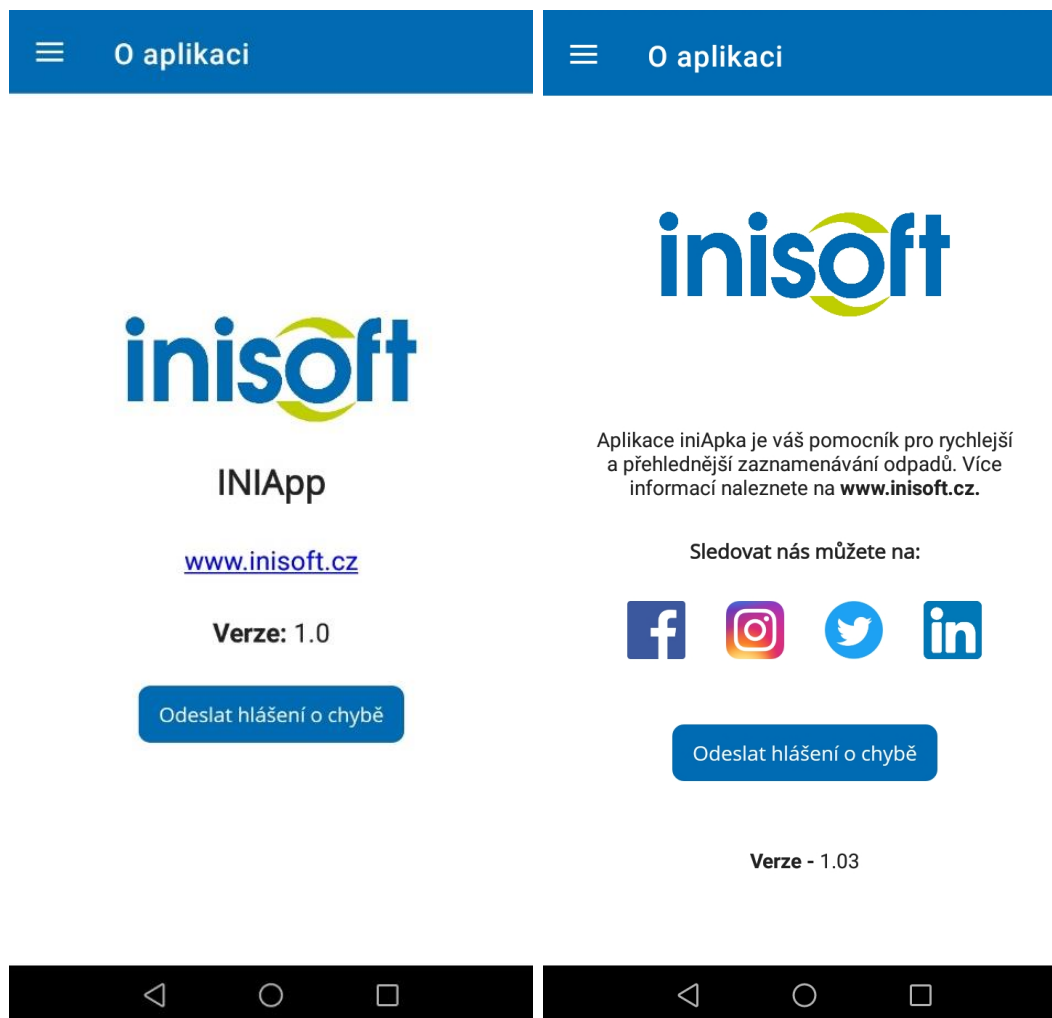 O aplikaci
inisoft
INIApp
www.inisoft.cz
Verze: 1.0
Odeslat hlášení o chybě
O aplikaci
inisoft
Aplikace iniApka je váš pomocník pro rychlejší
a přehlednější zaznamenávání odpadů. Více
informací naleznete na www.inisoft.cz.
Sledovat nás můžete na:
f
in
Odeslat hlášení o chybě
Verze - 1.03